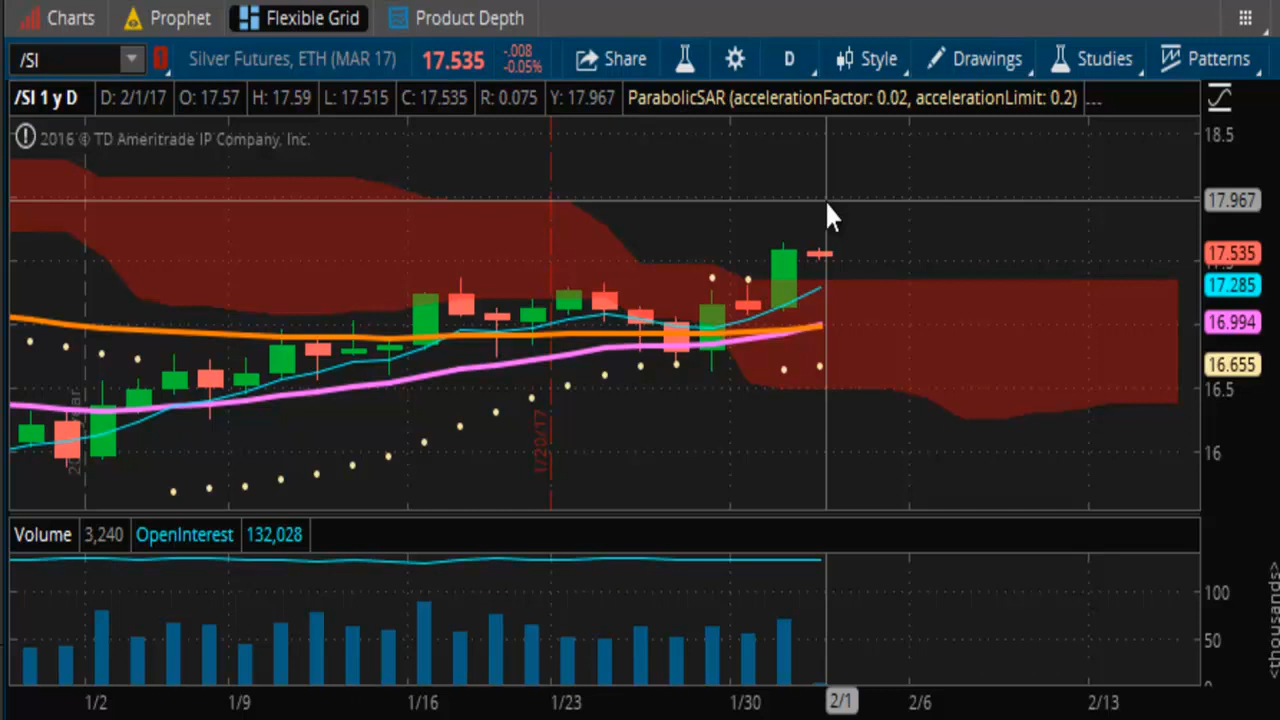 Charts Prophet Flexible Grid Product Depth
/SI Silver Futures, ETH (MAR 17) 17.535 -.008 -0.05% Share D Style Drawings Studies Patterns
/SI 1 y D D: 2/1/17 O: 17.57 H: 17.59 L: 17.515 C: 17.535 R: 0.075 Y: 17.967 ParabolicSAR (accelerationFactor: 0.02, accelerationLimit: 0.2) ...
2016 © TD Ameritrade IP Company, Inc.
18.5
17.967
17.535
17.285
16.994
16.655
16.5
16
1/20/17
Volume 3,240 OpenInterest 132,028
100
50
0
<thousands>
1/2 1/9 1/16 1/23 1/30 2/1 2/6 2/13